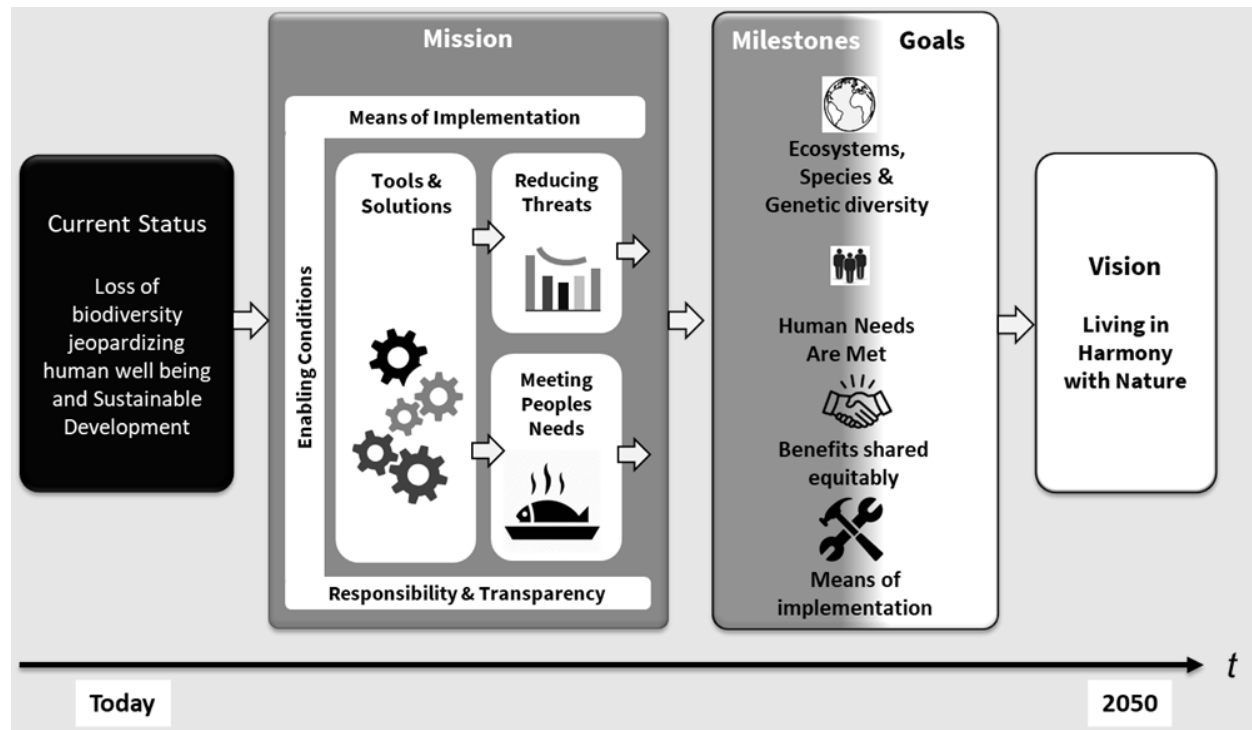 Current Status
Loss of
biodiversity
jeopardizing
human well being
and Sustainable
Development
Mission
Means of Implementation
Enabling Conditions
Tools &
Solutions
Reducing
Threats
Meeting
Peoples
Needs
Responsibility & Transparency
Milestones Goals
Ecosystems,
Species &
Genetic diversity
Human Needs
Are Met
Benefits shared
equitably
Means of
implementation
Vision
Living in
Harmony
with Nature
t
Today
2050